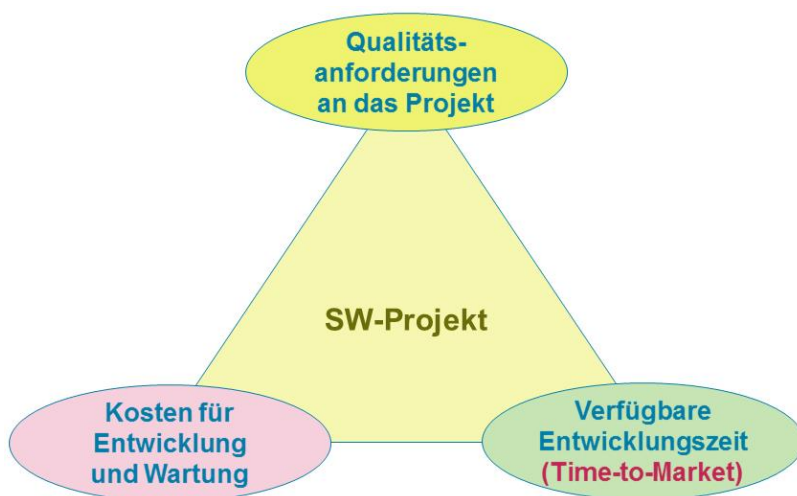 Qualitäts-
anforderungen
an das Projekt
SW-Projekt
Kosten für
Entwicklung
und Wartung
Verfügbare
Entwicklungszeit
(Time-to-Market)